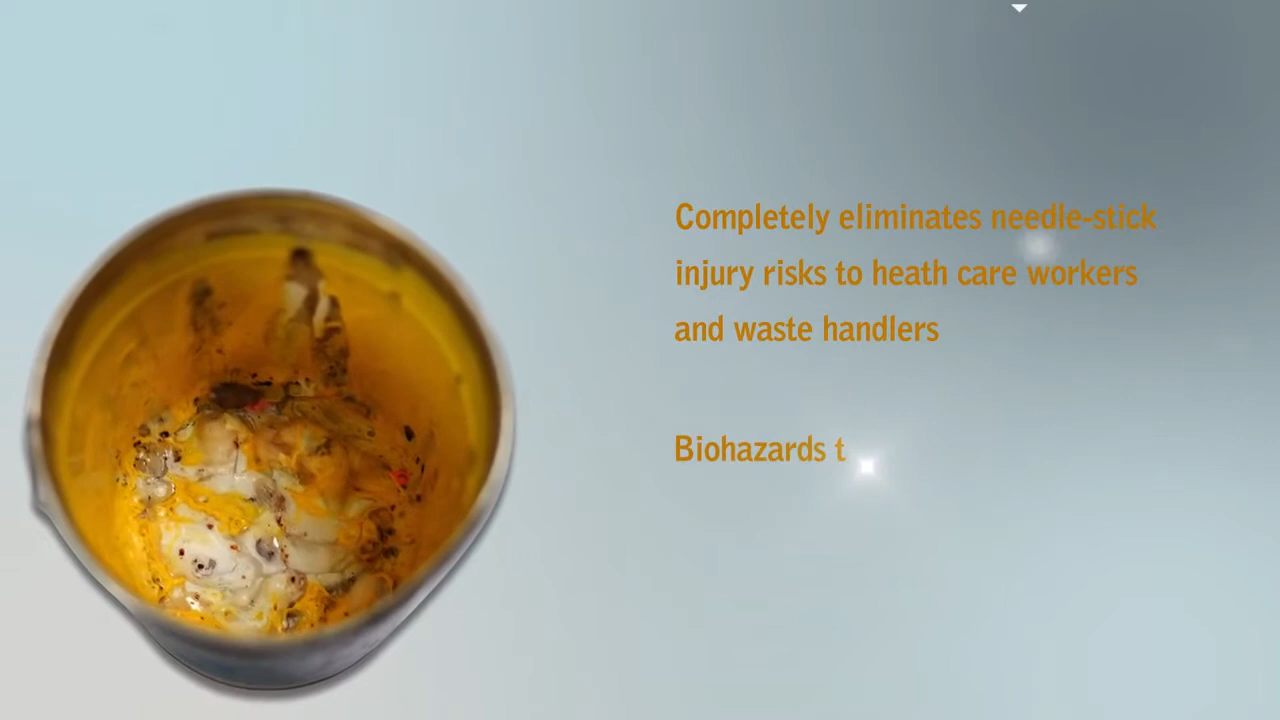 Completely eliminates needle-stick
injury risks to heath care workers
and waste handlers
Biohazards t